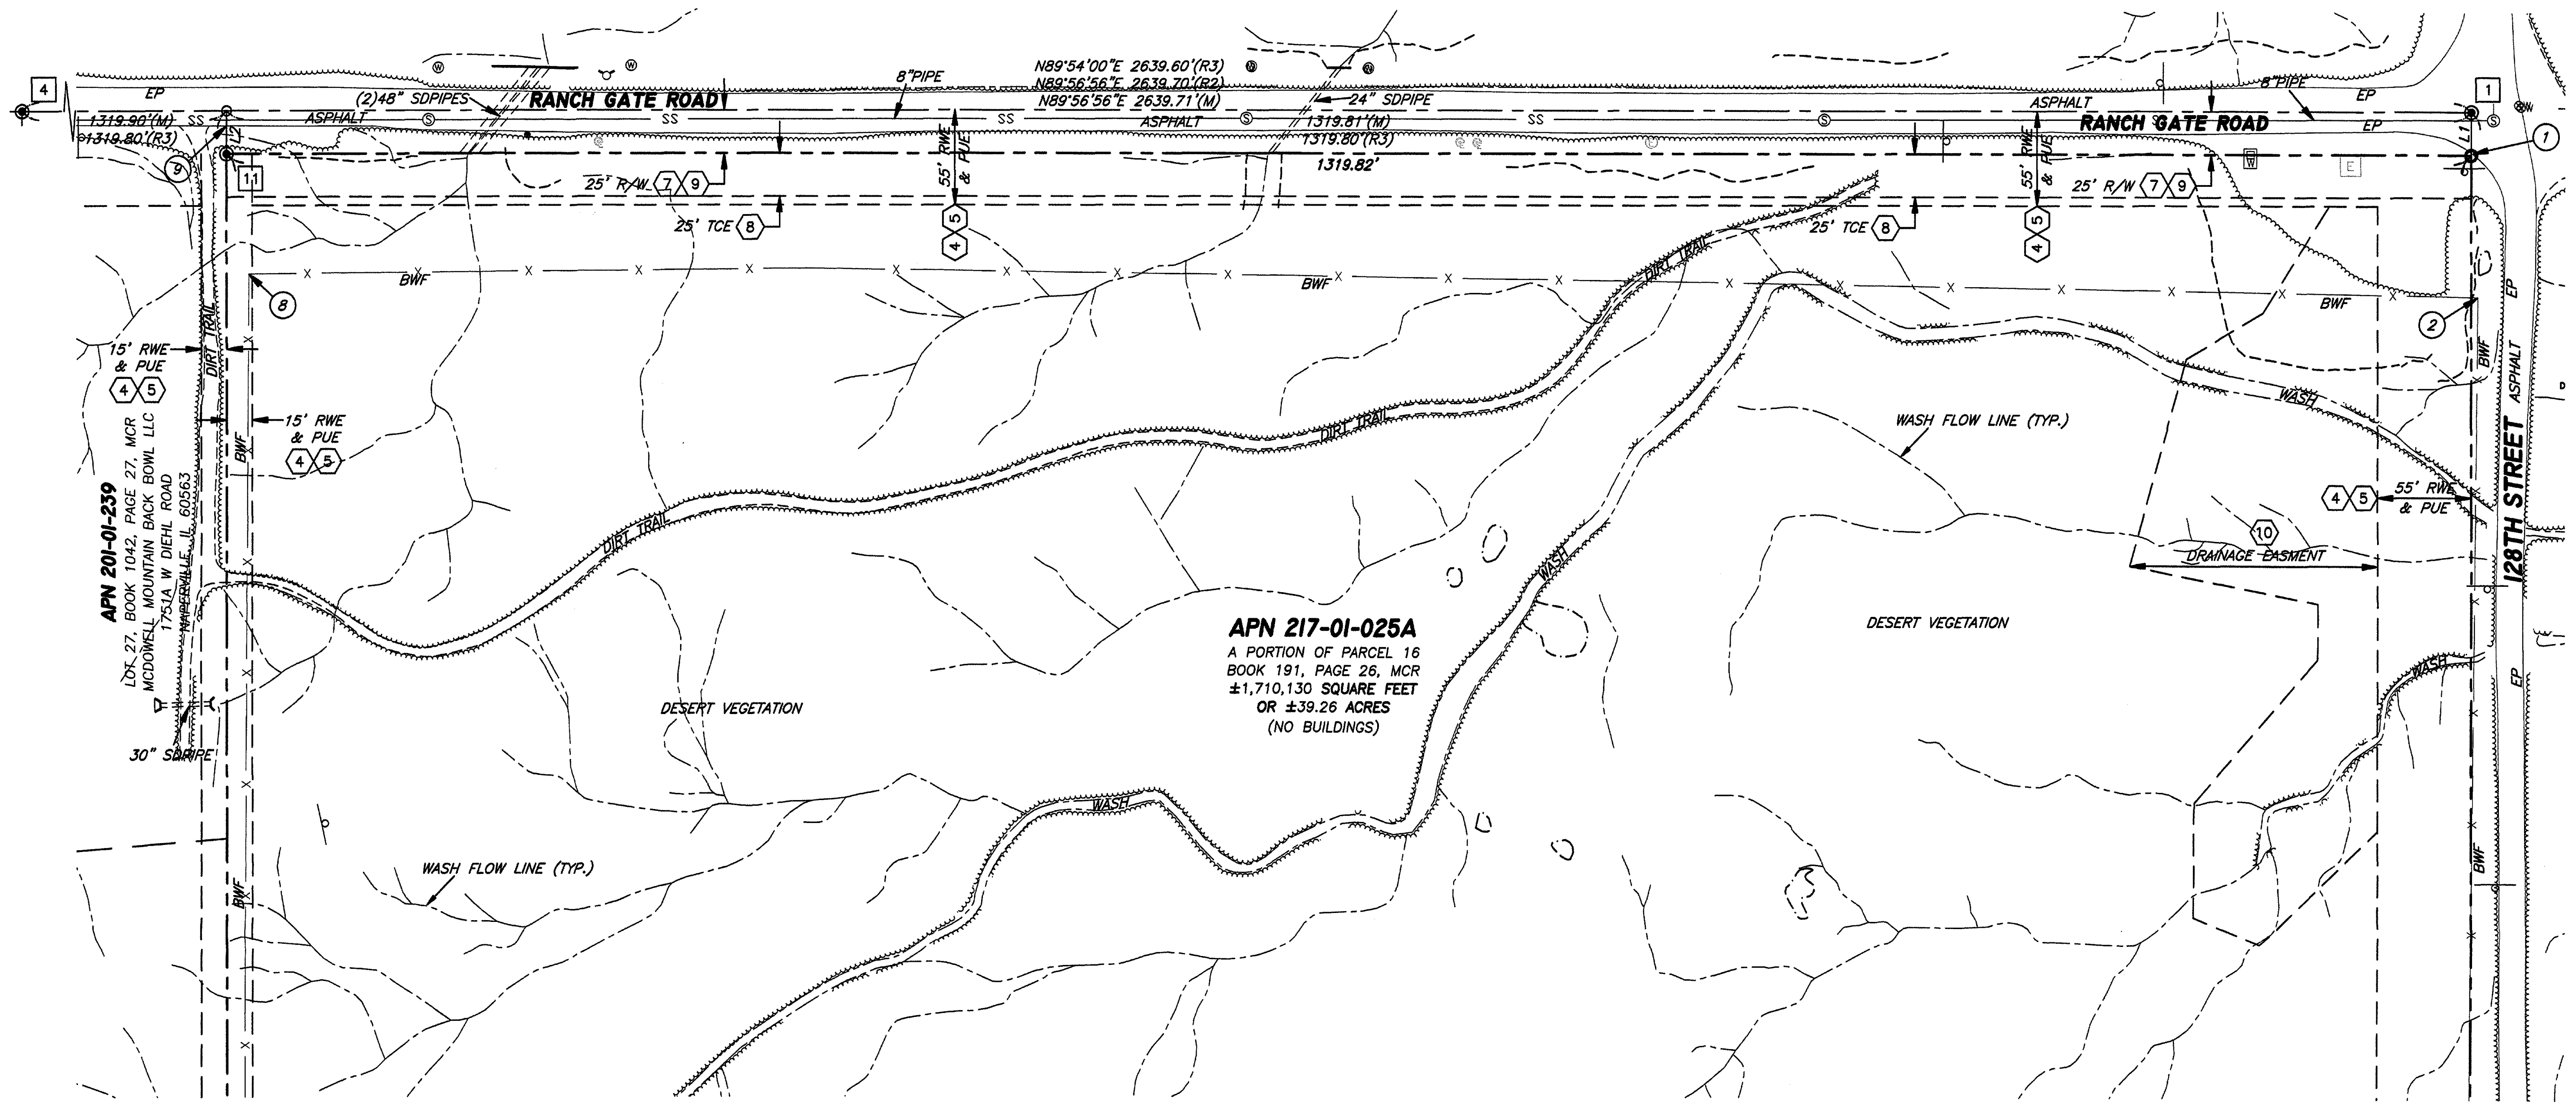 4
EP
1319.90'(M)
1319.80'(R3)
SS
9
11
L2
ASPHALT
(2)48" SDPIPES
RANCH GATE ROAD
8"PIPE
N89°54'00"E 2639.60'(R3)
N89°56'56"E 2639.70'(R2)
N89°56'56"E 2639.71'(M)
24" SDPIPE
1319.81'(M)
1319.80'(R3)
1319.82'
SS
SS
SS
ASPHALT
W
W
S
S
S
S
ASPHALT
8"PIPE
EP
EP
RANCH GATE ROAD
1
L1
1
W
E
25' R/W 7 9
25' TCE 8
55' RWE
& PUE
4 5
25' R/W 7 9
25' TCE 8
55' RWE
& PUE
4 5
BWF
BWF
BWF
8
2
DIRT TRAIL
15' RWE
& PUE
4 5
15' RWE
& PUE
4 5
BWF
BWF
APN 201-01-239
LOT 27, BOOK 1042, PAGE 27, MCR
MCDOWELL MOUNTAIN BACK BOWL LLC
1751A W DIEHL ROAD
NAPERVILLE, IL 60563
30" SDPIPE
DIRT TRAIL
DIRT TRAIL
DIRT TRAIL
WASH
WASH
WASH
WASH
WASH FLOW LINE (TYP.)
WASH FLOW LINE (TYP.)
DESERT VEGETATION
DESERT VEGETATION
APN 217-01-025A
A PORTION OF PARCEL 16
BOOK 191, PAGE 26, MCR
±1,710,130 SQUARE FEET
OR ±39.26 ACRES
(NO BUILDINGS)
4 5
55' RWE
& PUE
10
DRAINAGE EASMENT
128TH STREET
ASPHALT
EP
EP
BWF
BWF